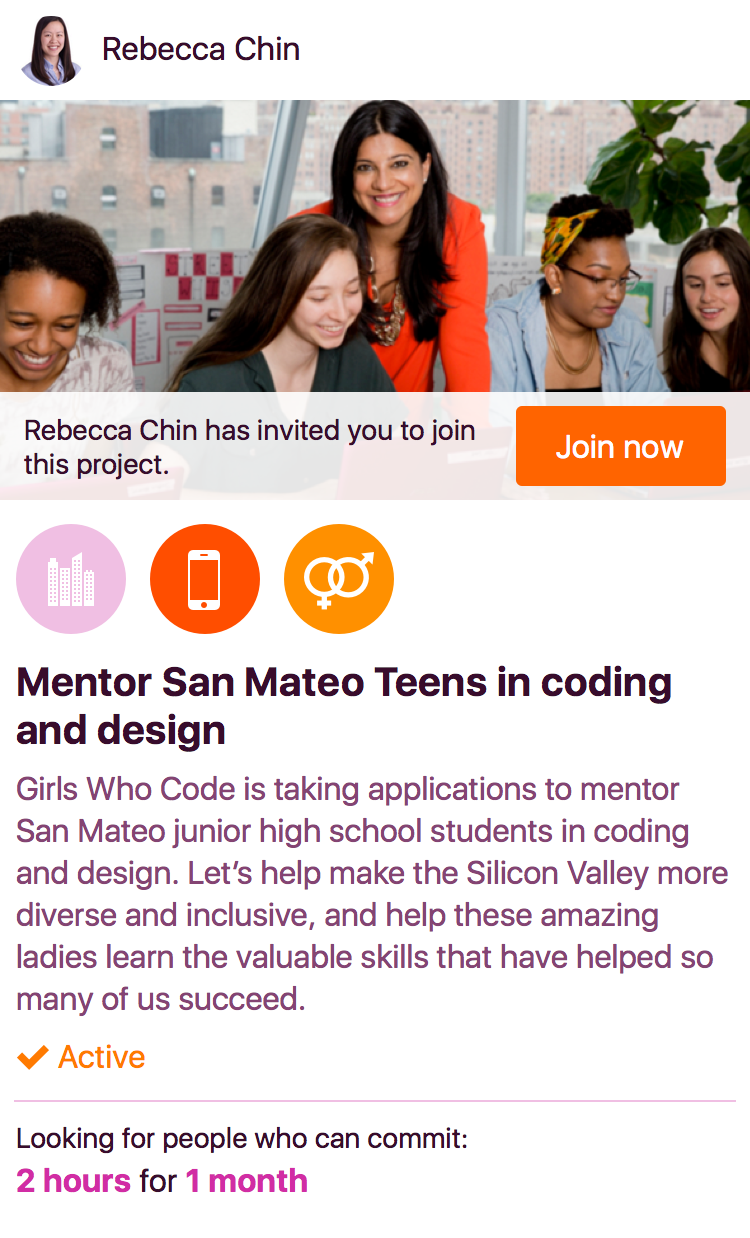 Rebecca Chin
Rebecca Chin has invited you to join
this project.
Join now
Mentor San Mateo Teens in coding
and design
Girls Who Code is taking applications to mentor
San Mateo junior high school students in coding
and design. Let’s help make the Silicon Valley more
diverse and inclusive, and help these amazing
ladies learn the valuable skills that have helped so
many of us succeed.
Active
Looking for people who can commit:
2 hours for 1 month